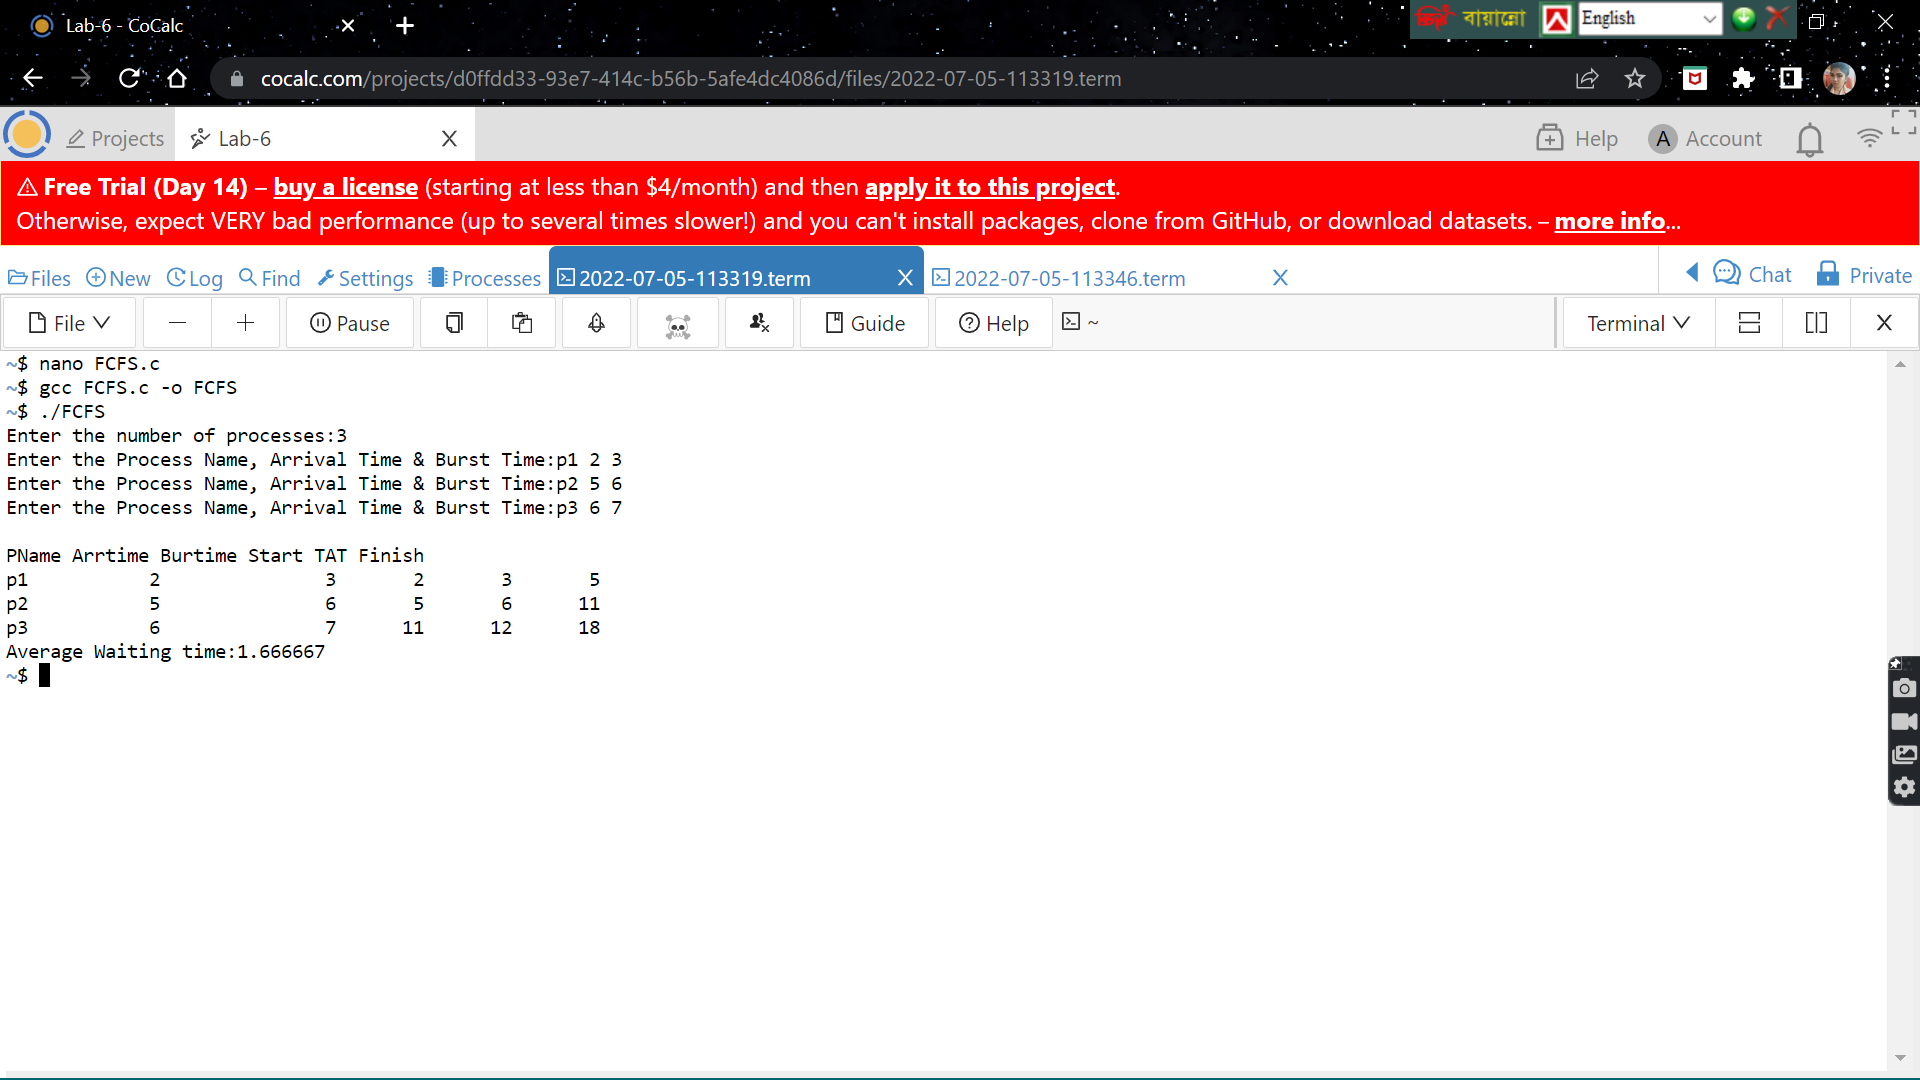 Lab-6 - CoCalc
বায়ান্নো
English
cocalc.com/projects/d0ffdd33-93e7-414c-b56b-5afe4dc4086d/files/2022-07-05-113319.term
Projects Lab-6 Help A Account
Free Trial (Day 14) – buy a license (starting at less than $4/month) and then apply it to this project.
Otherwise, expect VERY bad performance (up to several times slower!) and you can't install packages, clone from GitHub, or download datasets. – more info...
Files New Log Find Settings Processes 2022-07-05-113319.term 2022-07-05-113346.term Chat Private
File Pause Guide Help ~ Terminal
~$ nano FCFS.c
~$ gcc FCFS.c -o FCFS
~$ ./FCFS
Enter the number of processes:3
Enter the Process Name, Arrival Time & Burst Time:p1 2 3
Enter the Process Name, Arrival Time & Burst Time:p2 5 6
Enter the Process Name, Arrival Time & Burst Time:p3 6 7
PName Arrtime Burtime Start TAT Finish
p1 2 3 2 3 5
p2 5 6 5 6 11
p3 6 7 11 12 18
Average Waiting time:1.666667
~$